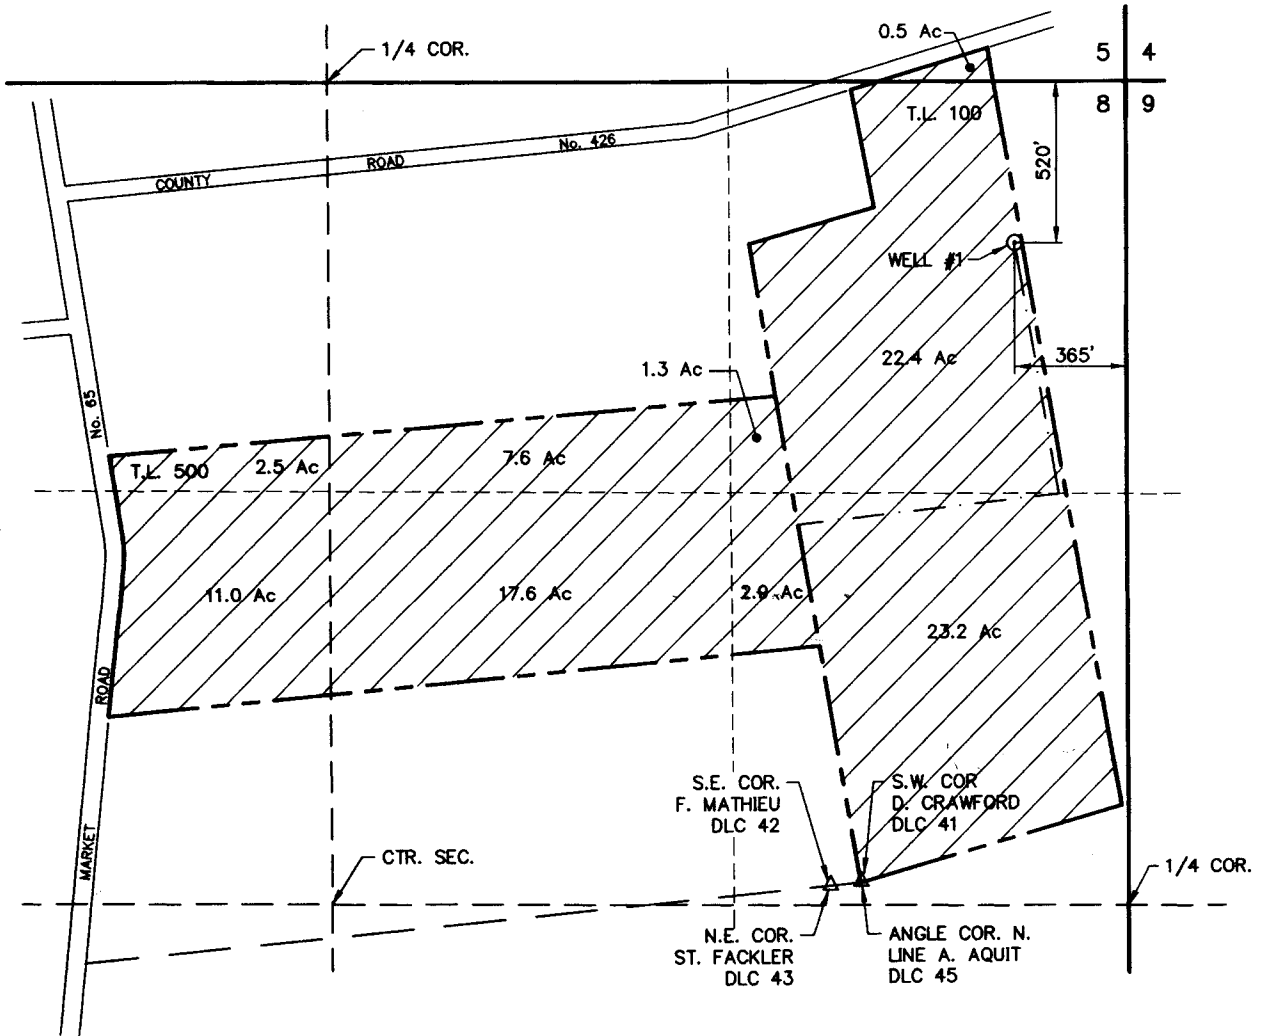 0.5 Ac
1/4 COR.
5 4
8 9
T.L. 100
No. 426
ROAD
COUNTY
520'
WELL #1
22.4 Ac
365'
1.3 Ac
No. 65
T.L. 500
2.5 Ac
7.6 Ac
11.0 Ac
17.6 Ac
2.9 Ac
23.2 Ac
ROAD
MARKET
S.E. COR.
F. MATHIEU
DLC 42
S.W. COR
D. CRAWFORD
DLC 41
CTR. SEC.
1/4 COR.
N.E. COR.
ST. FACKLER
DLC 43
ANGLE COR. N.
LINE A. AQUIT
DLC 45